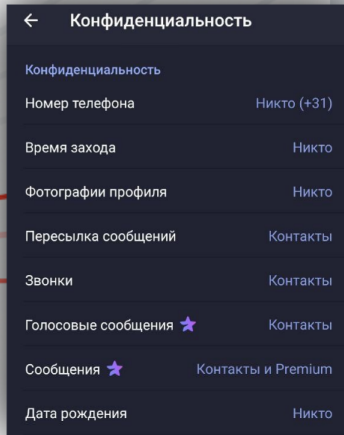 Конфиденциальность
Конфиденциальность
Номер телефона Никто (+31)
Время захода Никто
Фотографии профиля Никто
Пересылка сообщений Контакты
Звонки Контакты
Голосовые сообщения Контакты
Сообщения Контакты и Premium
Дата рождения Никто